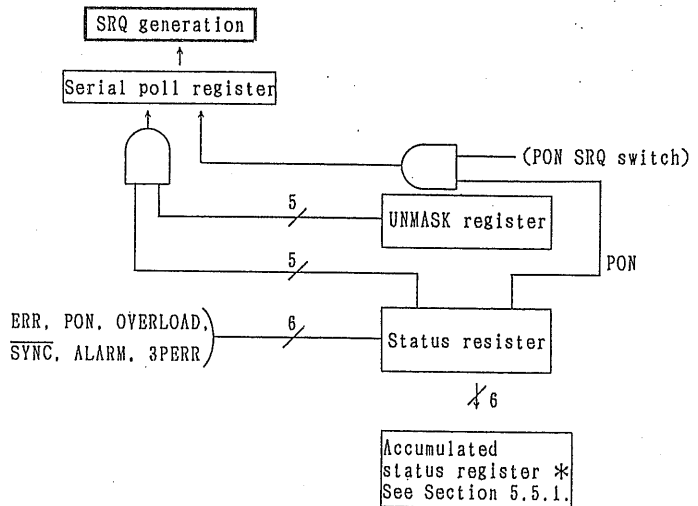 SRQ generation
Serial poll register
(PON SRQ switch)
5
UNMASK register
5
PON
ERR, PON, OVERLOAD,
S̅Y̅N̅C̅, ALARM, 3PERR)
6
Status resister
6
Accumulated
status register *
See Section 5.5.1.